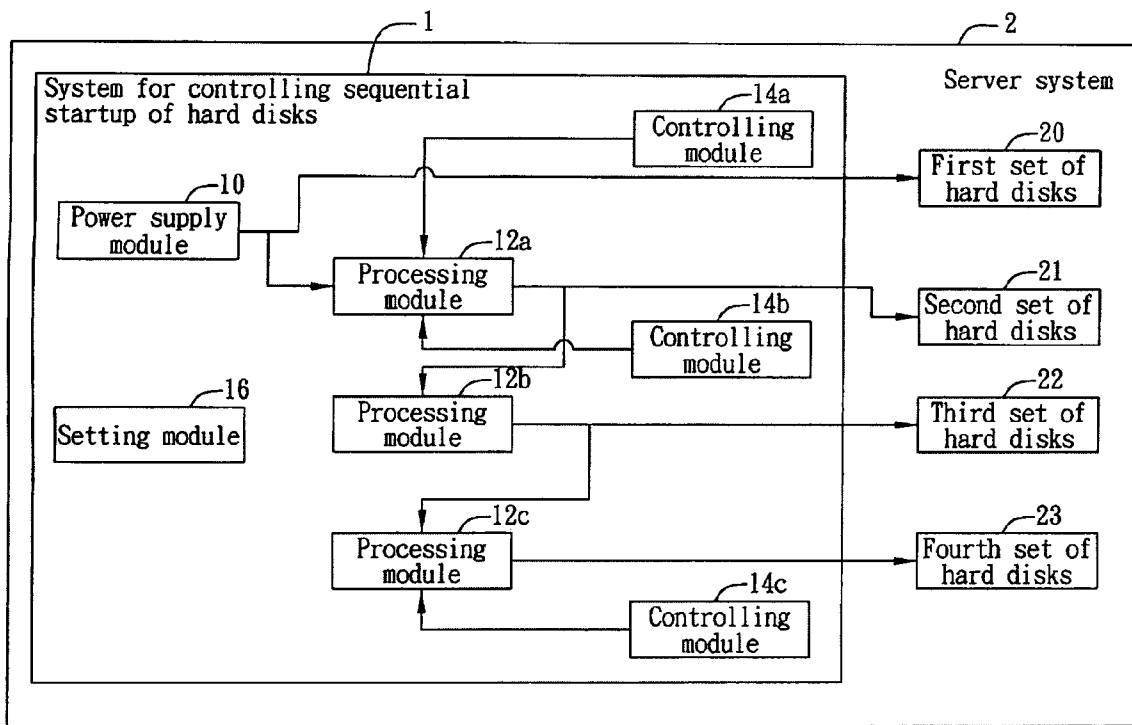 1
2
System for controlling sequential
startup of hard disks
Server system
14a
Controlling
module
20
First set of
hard disks
10
Power supply
module
12a
Processing
module
21
Second set of
hard disks
14b
Controlling
module
12b
Processing
module
22
Third set of
hard disks
16
Setting module
12c
Processing
module
23
Fourth set of
hard disks
14c
Controlling
module